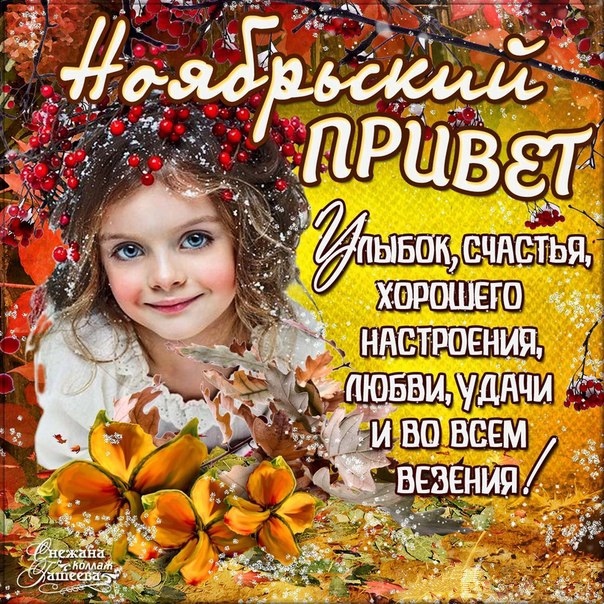 Ноябрьский
ПРИВЕТ
Улыбок, счастья,
хорошего
настроения,
любви, удачи
и во всем
везения!
Снежана
коллаж
Гашеева